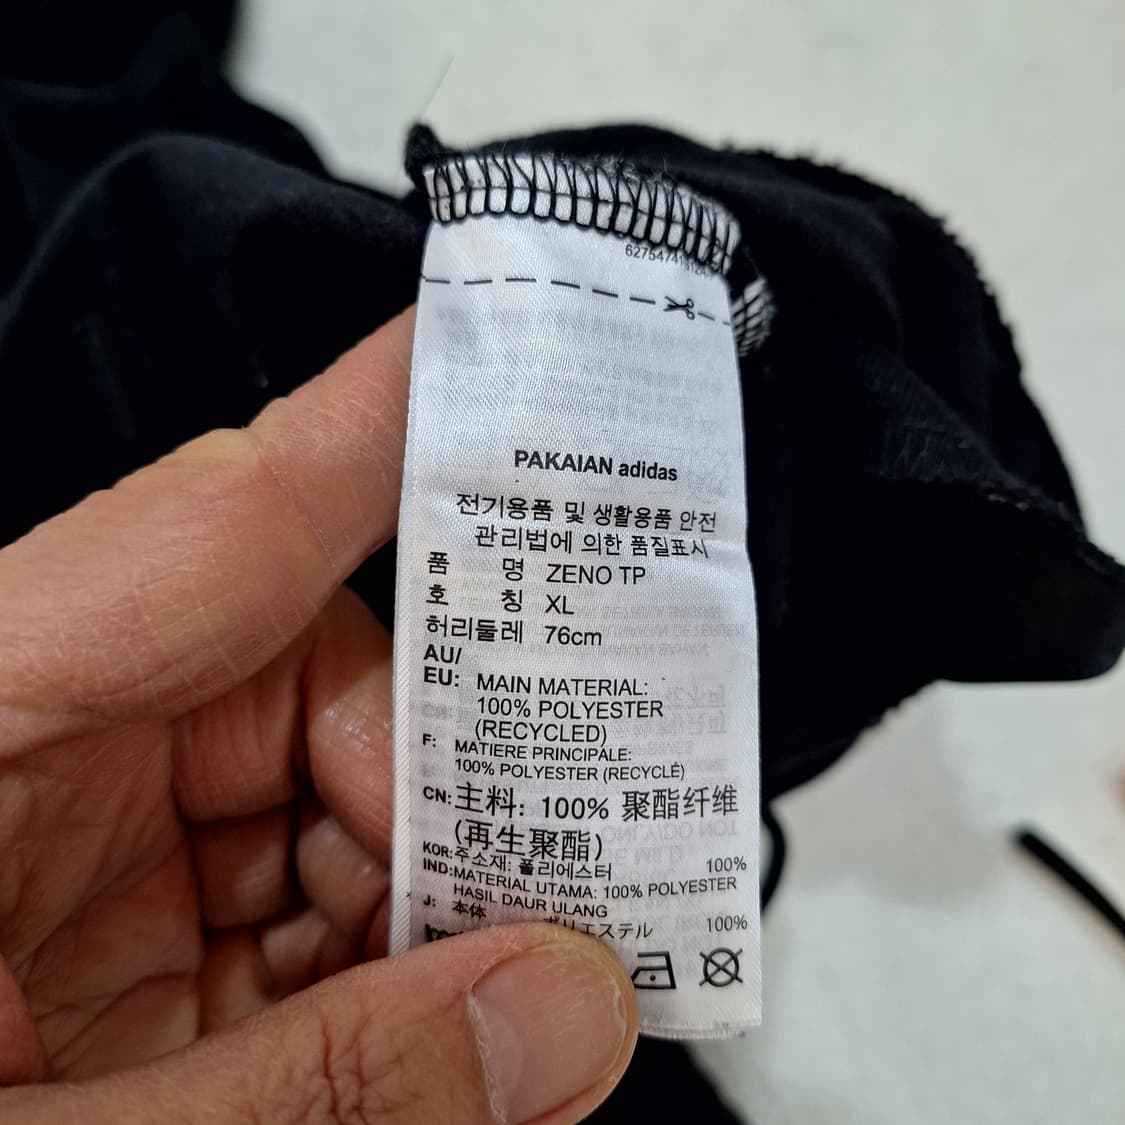 PAKAIAN adidas
전기용품 및 생활용품 안전
관리법에 의한 품질표시
품 명 ZENO TP
호 칭 XL
허리둘레 76cm
AU/
EU: MAIN MATERIAL:
100% POLYESTER
(RECYCLED)
F: MATIERE PRINCIPALE:
100% POLYESTER (RECYCLÉ)
CN: 主料: 100% 聚酯纤维
(再生聚酯)
KOR: 주소재: 폴리에스터 100%
IND: MATERIAL UTAMA: 100% POLYESTER
HASIL DAUR ULANG
J: 本体 ポリエステル 100%